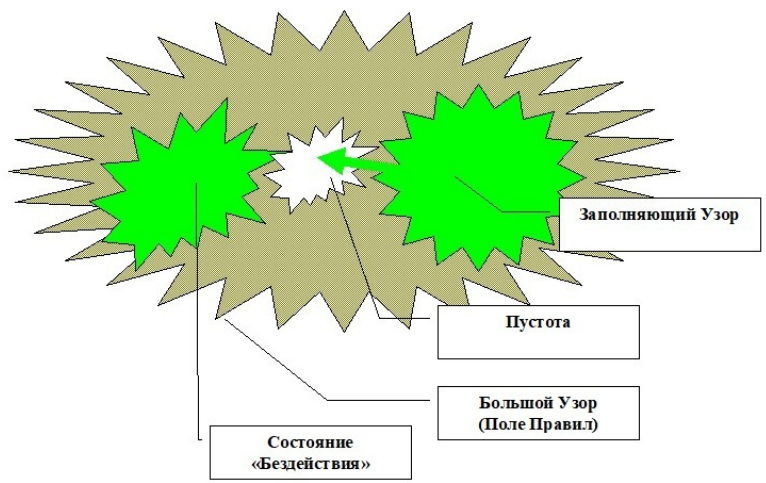 Заполняющий Узор
Пустота
Большой Узор
(Поле Правил)
Состояние
«Бездействия»